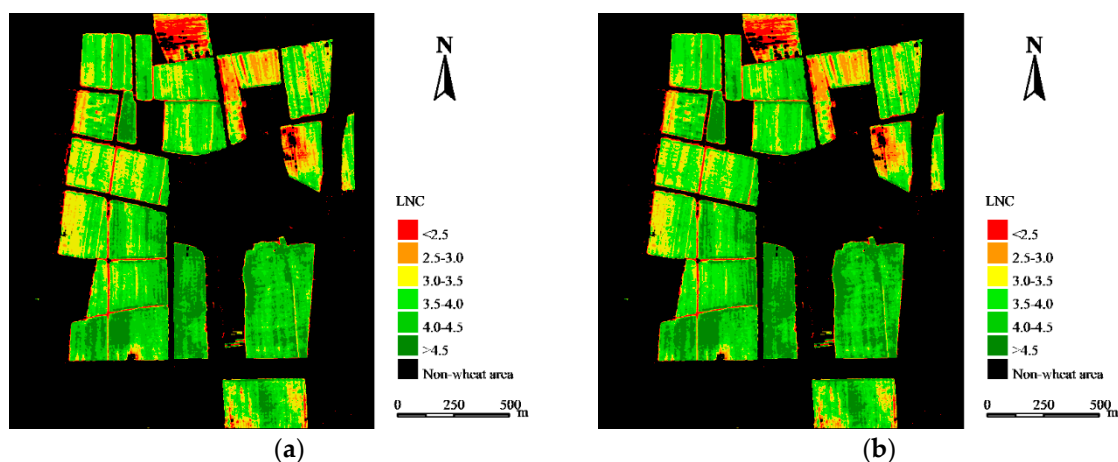 N
LNC
<2.5
2.5-3.0
3.0-3.5
3.5-4.0
4.0-4.5
>4.5
Non-wheat area
0 250 500 m
(a)
N
LNC
<2.5
2.5-3.0
3.0-3.5
3.5-4.0
4.0-4.5
>4.5
Non-wheat area
0 250 500 m
(b)